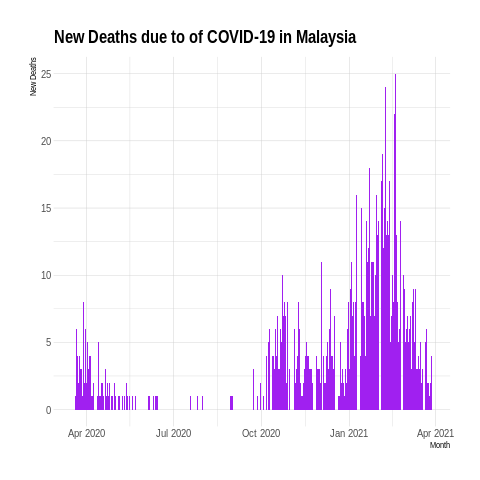 New Deaths due to of COVID-19 in Malaysia
New Deaths
25
20
15
10
5
0
Apr 2020 Jul 2020 Oct 2020 Jan 2021 Apr 2021
Month